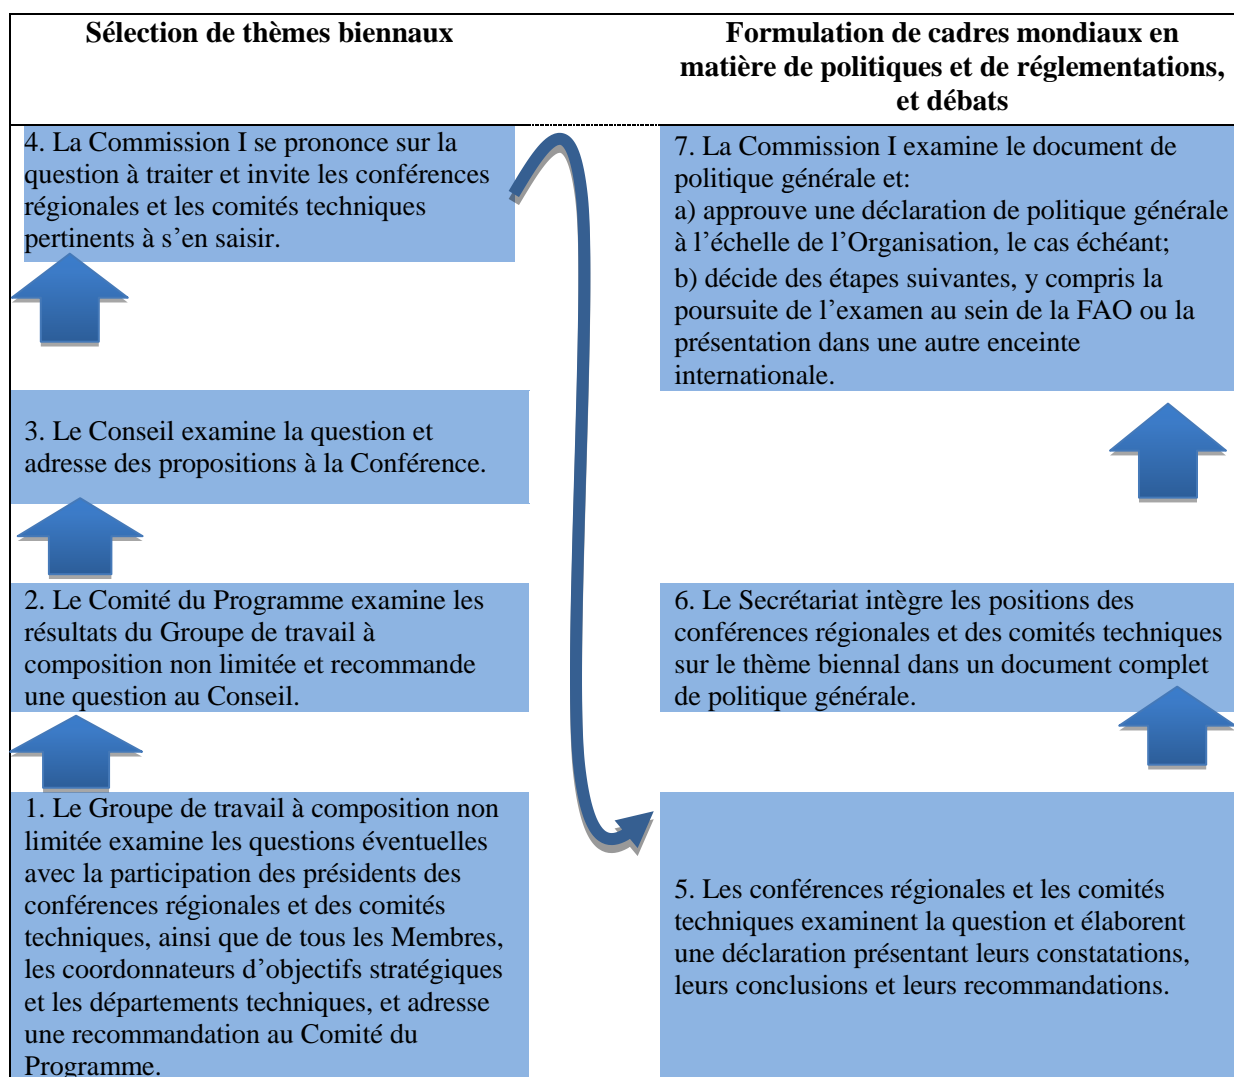 Sélection de thèmes biennaux
Formulation de cadres mondiaux en
matière de politiques et de réglementations,
et débats
4. La Commission I se prononce sur la
question à traiter et invite les conférences
régionales et les comités techniques
pertinents à s’en saisir.
3. Le Conseil examine la question et
adresse des propositions à la Conférence.
2. Le Comité du Programme examine les
résultats du Groupe de travail à
composition non limitée et recommande
une question au Conseil.
1. Le Groupe de travail à composition non
limitée examine les questions éventuelles
avec la participation des présidents des
conférences régionales et des comités
techniques, ainsi que de tous les Membres,
les coordonnateurs d’objectifs stratégiques
et les départements techniques, et adresse
une recommandation au Comité du
Programme.
7. La Commission I examine le document de
politique générale et:
a) approuve une déclaration de politique générale
à l’échelle de l’Organisation, le cas échéant;
b) décide des étapes suivantes, y compris la
poursuite de l’examen au sein de la FAO ou la
présentation dans une autre enceinte
internationale.
6. Le Secrétariat intègre les positions des
conférences régionales et des comités techniques
sur le thème biennal dans un document complet
de politique générale.
5. Les conférences régionales et les comités
techniques examinent la question et élaborent
une déclaration présentant leurs constatations,
leurs conclusions et leurs recommandations.